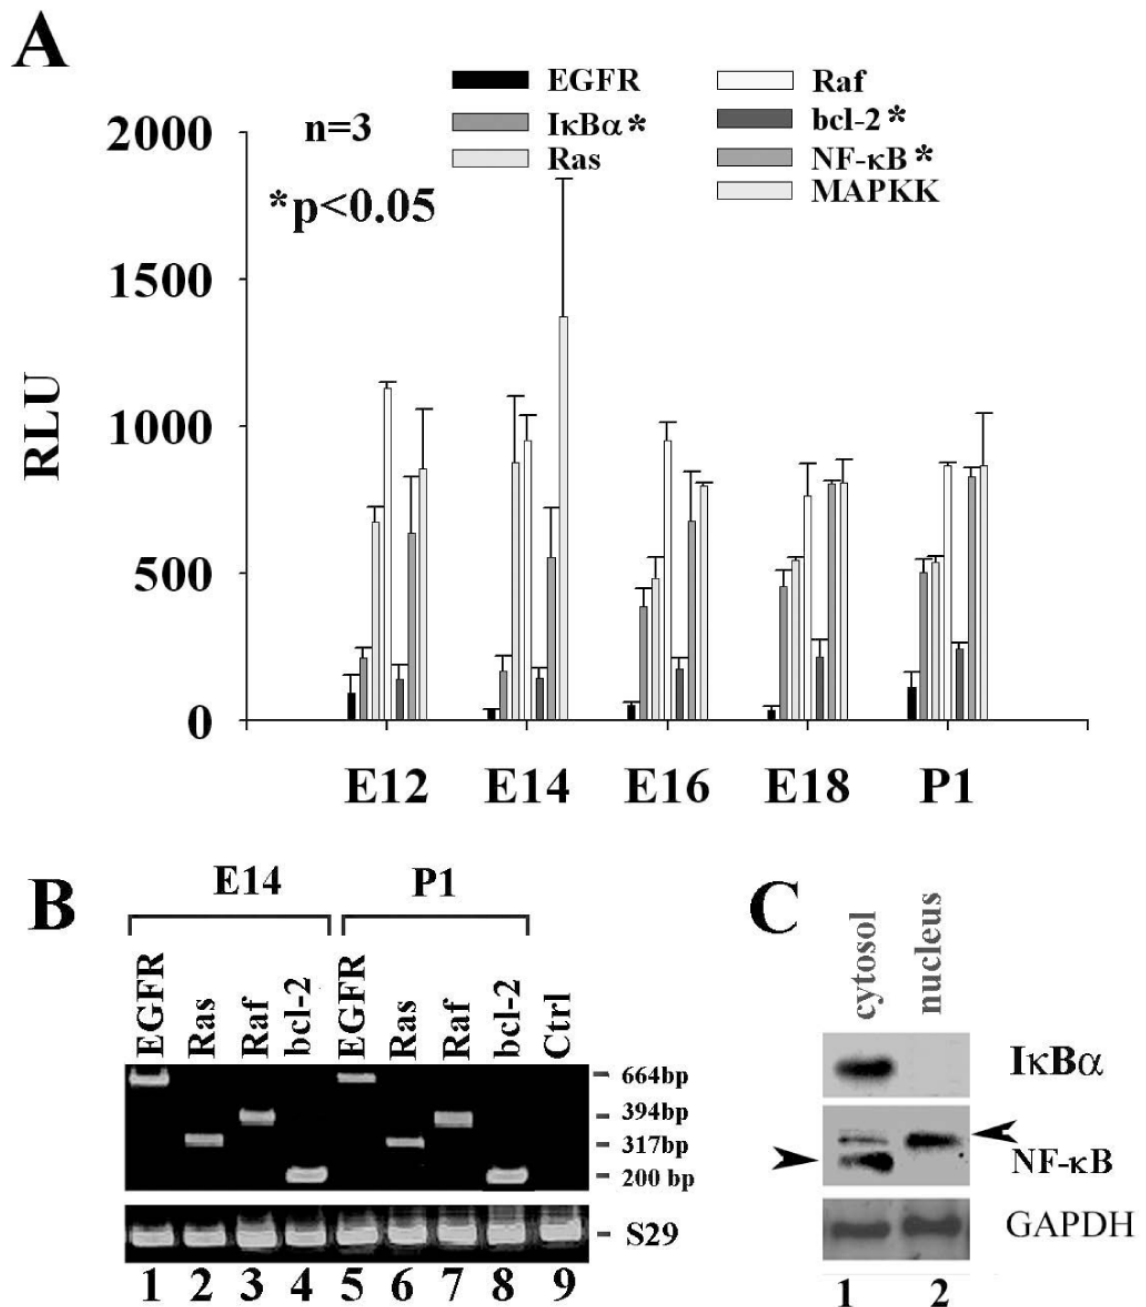 A
EGFR
Raf
IκBα*
bcl-2*
Ras
NF-κB*
MAPKK
n=3
*p<0.05
2000
1500
1000
500
0
RLU
E12 E14 E16 E18 P1
B
E14 P1
EGFR Ras Raf bcl-2 EGFR Ras Raf bcl-2 Ctrl
664bp
394bp
317bp
200 bp
S29
1 2 3 4 5 6 7 8 9
C
cytosol nucleus
IκBα
NF-κB
GAPDH
1 2